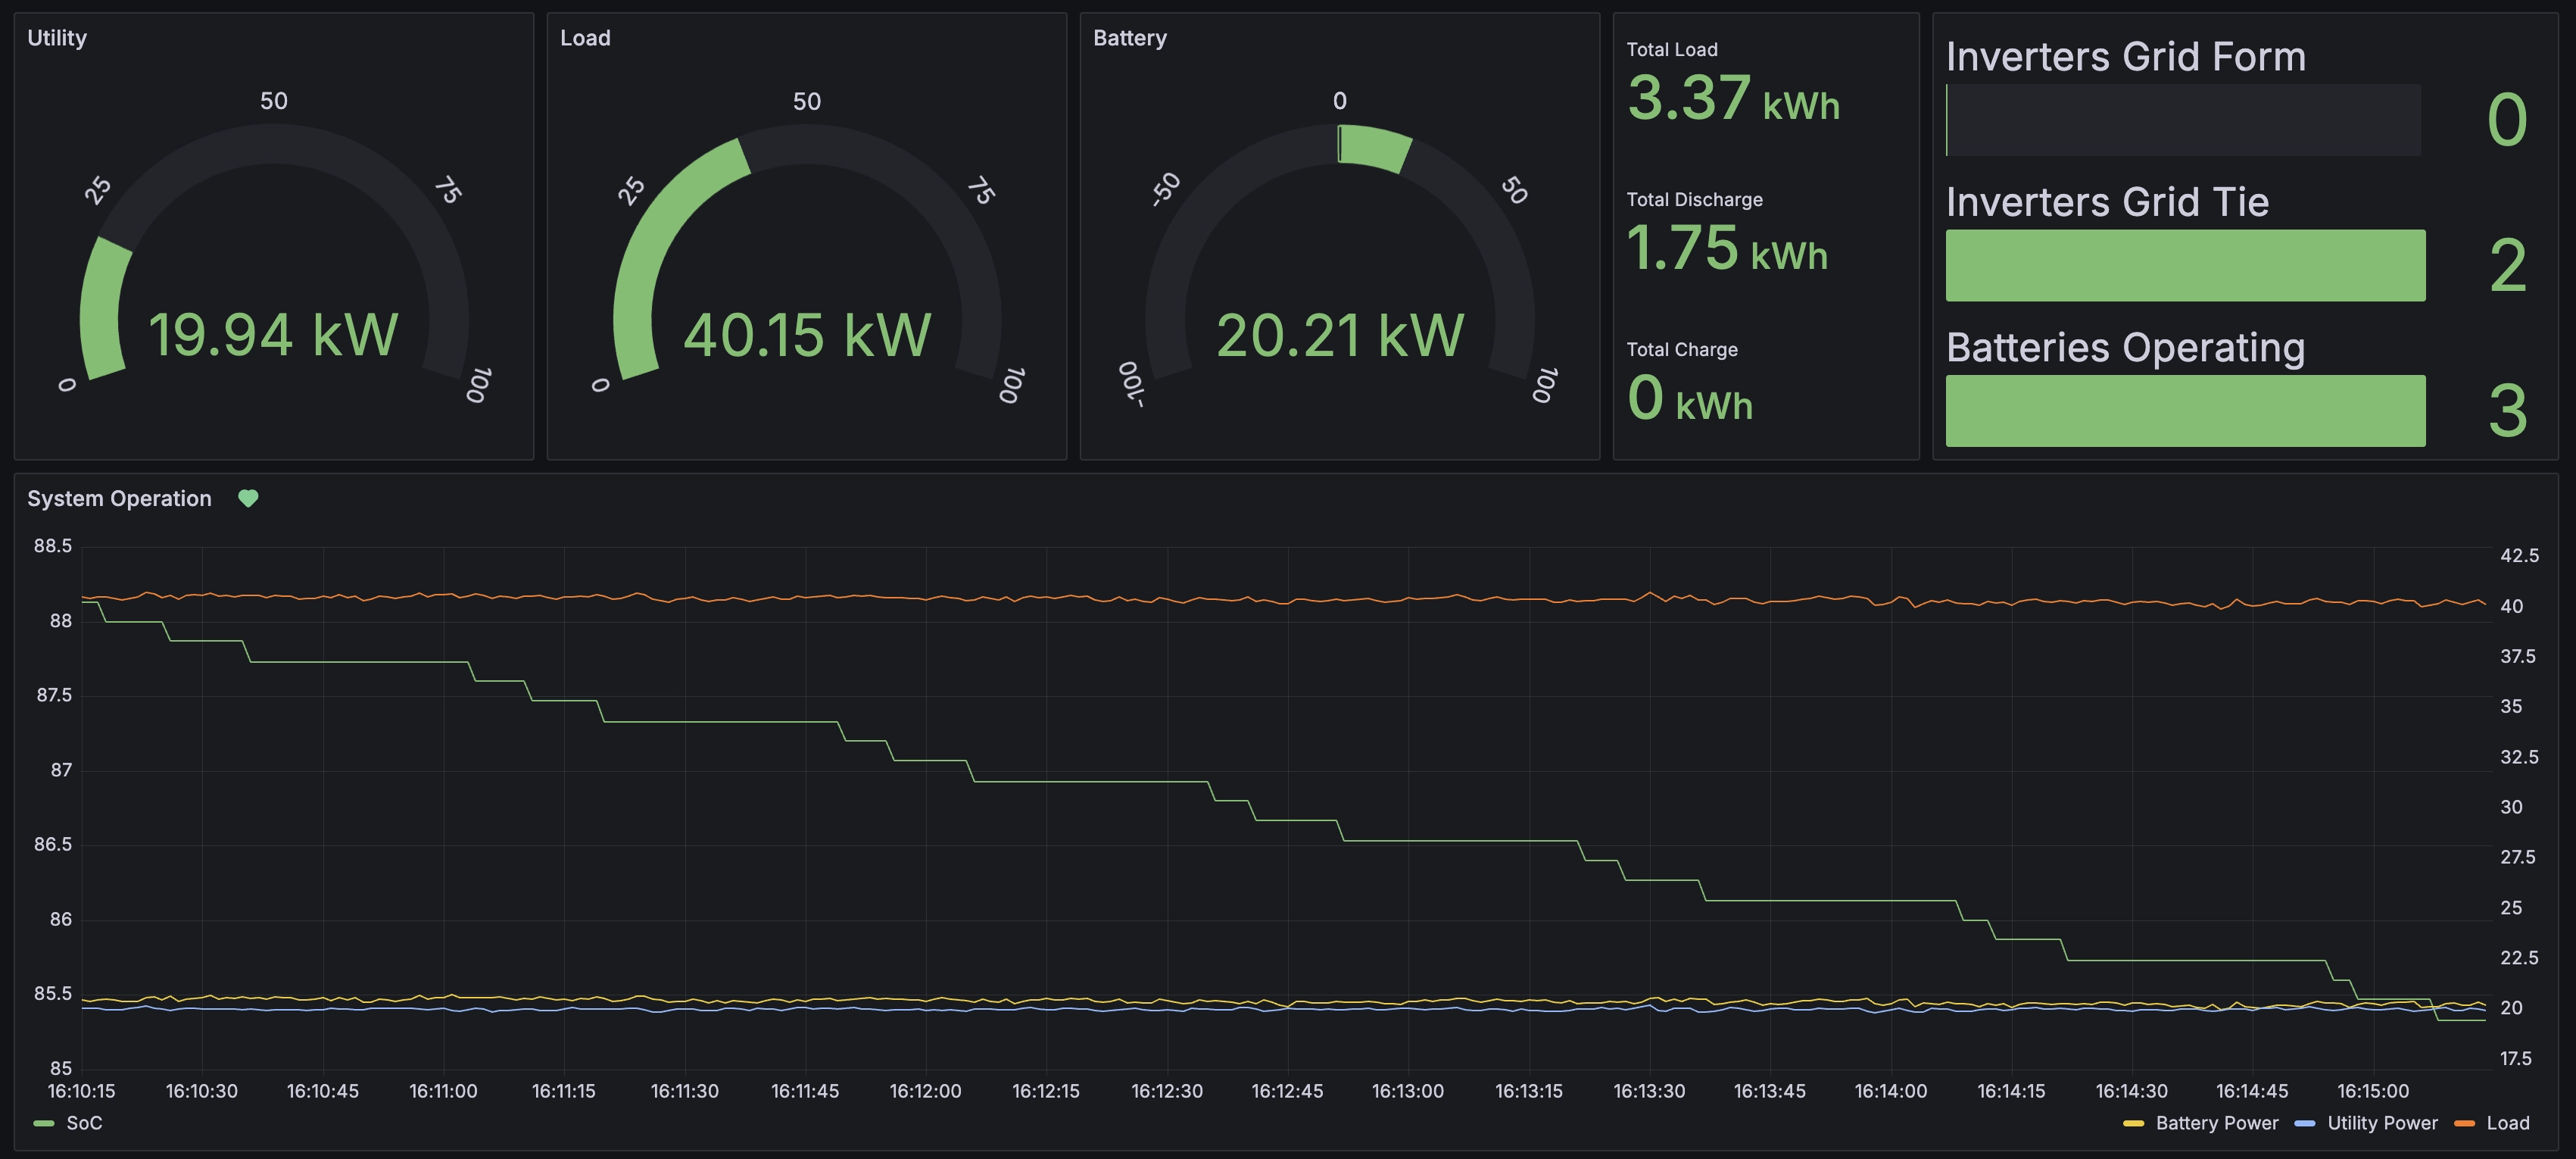 Utility
50
25
75
0
100
19.94 kW
Load
50
25
75
0
100
40.15 kW
Battery
0
-50
50
-100
100
20.21 kW
Total Load
3.37 kWh
Total Discharge
1.75 kWh
Total Charge
0 kWh
Inverters Grid Form
0
Inverters Grid Tie
2
Batteries Operating
3
System Operation
88.5
88
87.5
87
86.5
86
85.5
85
42.5
40
37.5
35
32.5
30
27.5
25
22.5
20
17.5
16:10:15 16:10:30 16:10:45 16:11:00 16:11:15 16:11:30 16:11:45 16:12:00 16:12:15 16:12:30 16:12:45 16:13:00 16:13:15 16:13:30 16:13:45 16:14:00 16:14:15 16:14:30 16:14:45 16:15:00
SoC
Battery Power Utility Power Load